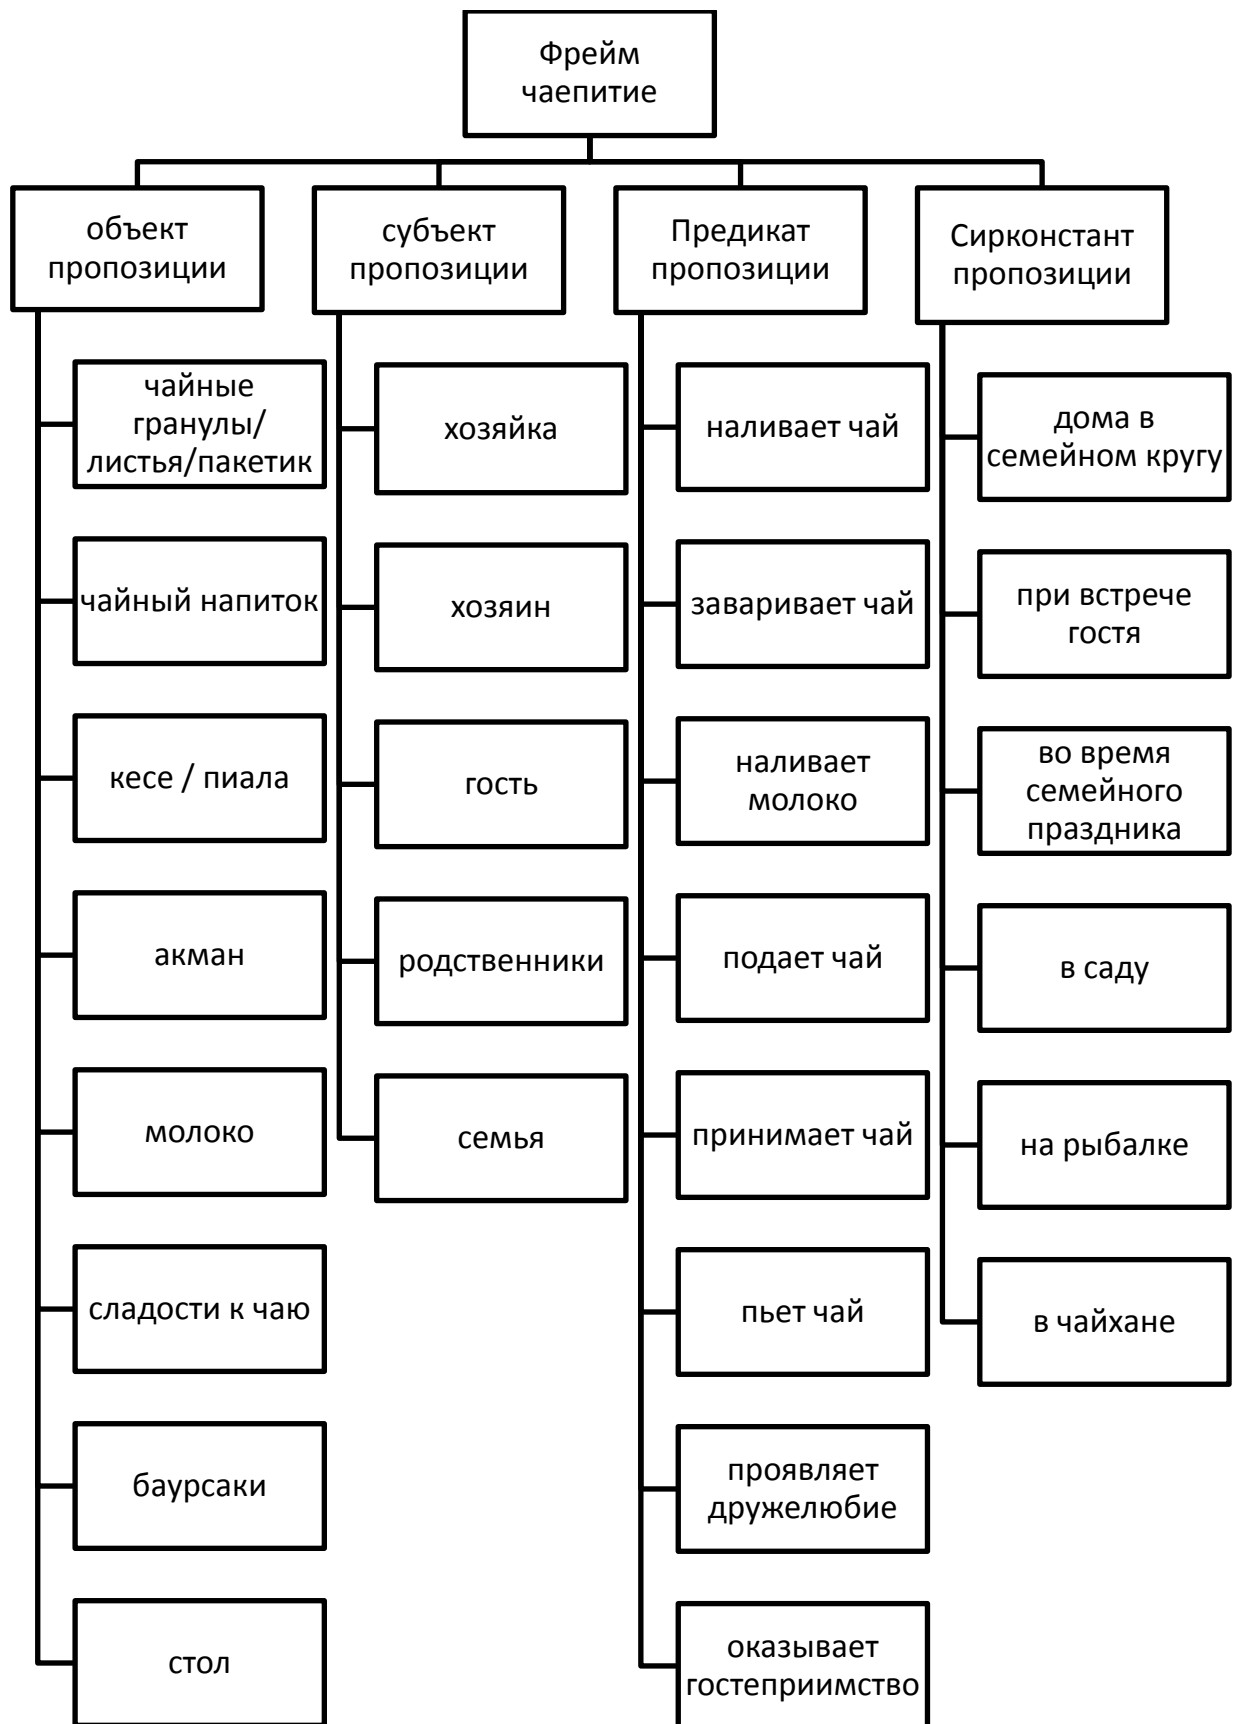 Фрейм
чаепитие
объект
пропозиции
чайные
гранулы/
листья/пакетик
чайный напиток
кесе / пиала
акман
молоко
сладости к чаю
баурсаки
стол
субъект
пропозиции
хозяйка
хозяин
гость
родственники
семья
Предикат
пропозиции
наливает чай
заваривает чай
наливает
молоко
подает чай
принимает чай
пьет чай
проявляет
дружелюбие
оказывает
гостеприимство
Сирконстант
пропозиции
дома в
семейном кругу
при встрече
гостя
во время
семейного
праздника
в саду
на рыбалке
в чайхане